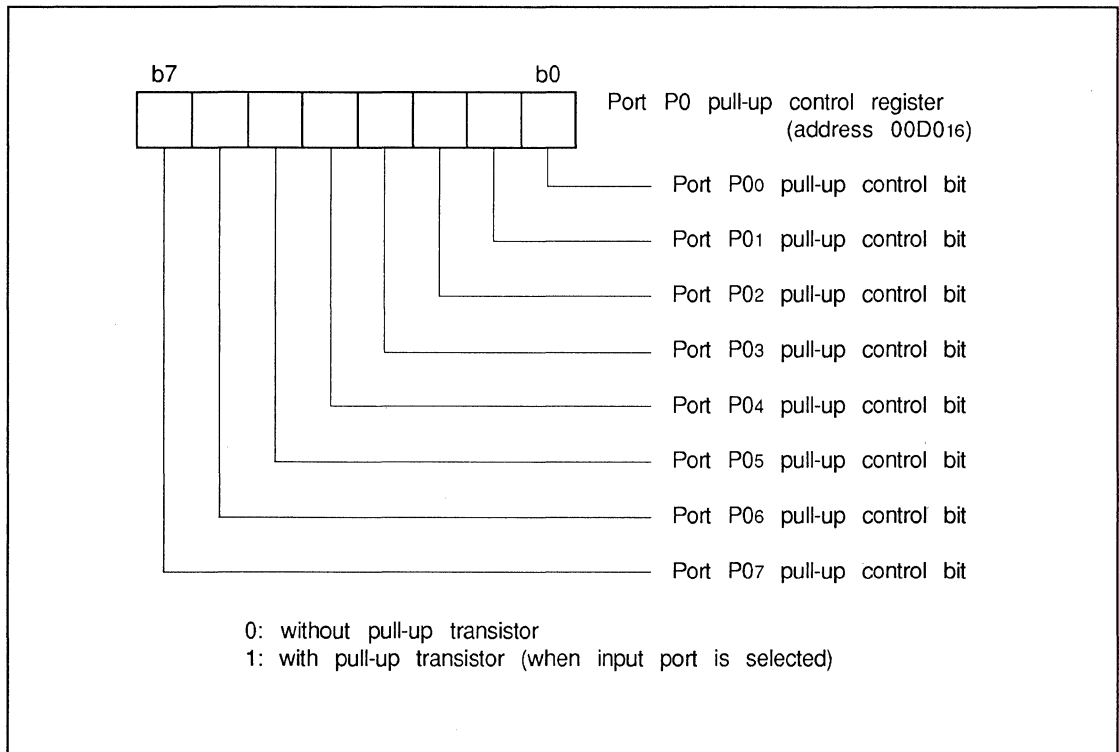 b7 b0
Port P0 pull-up control register
(address 00D016)
Port P00 pull-up control bit
Port P01 pull-up control bit
Port P02 pull-up control bit
Port P03 pull-up control bit
Port P04 pull-up control bit
Port P05 pull-up control bit
Port P06 pull-up control bit
Port P07 pull-up control bit
0: without pull-up transistor
1: with pull-up transistor (when input port is selected)